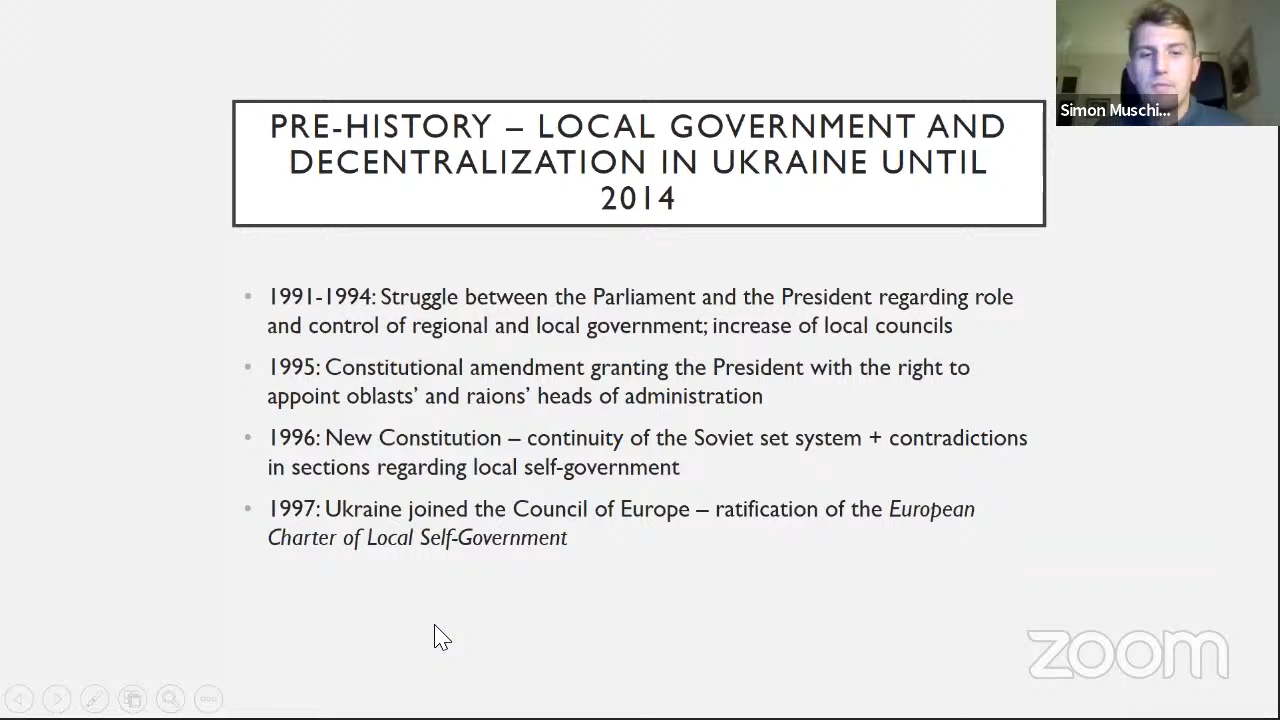 PRE-HISTORY – LOCAL GOVERNMENT AND
DECENTRALIZATION IN UKRAINE UNTIL
2014
Simon Muschi...
• 1991-1994: Struggle between the Parliament and the President regarding role
and control of regional and local government; increase of local councils
• 1995: Constitutional amendment granting the President with the right to
appoint oblasts’ and raions’ heads of administration
• 1996: New Constitution – continuity of the Soviet set system + contradictions
in sections regarding local self-government
• 1997: Ukraine joined the Council of Europe – ratification of the European
Charter of Local Self-Government
zoom